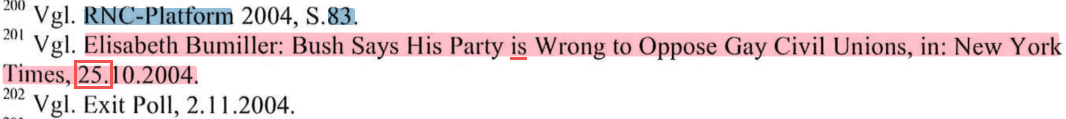 200 Vgl. RNC-Platform 2004, S.83.
201 Vgl. Elisabeth Bumiller: Bush Says His Party is Wrong to Oppose Gay Civil Unions, in: New York
Times, 25.10.2004.
202 Vgl. Exit Poll, 2.11.2004.